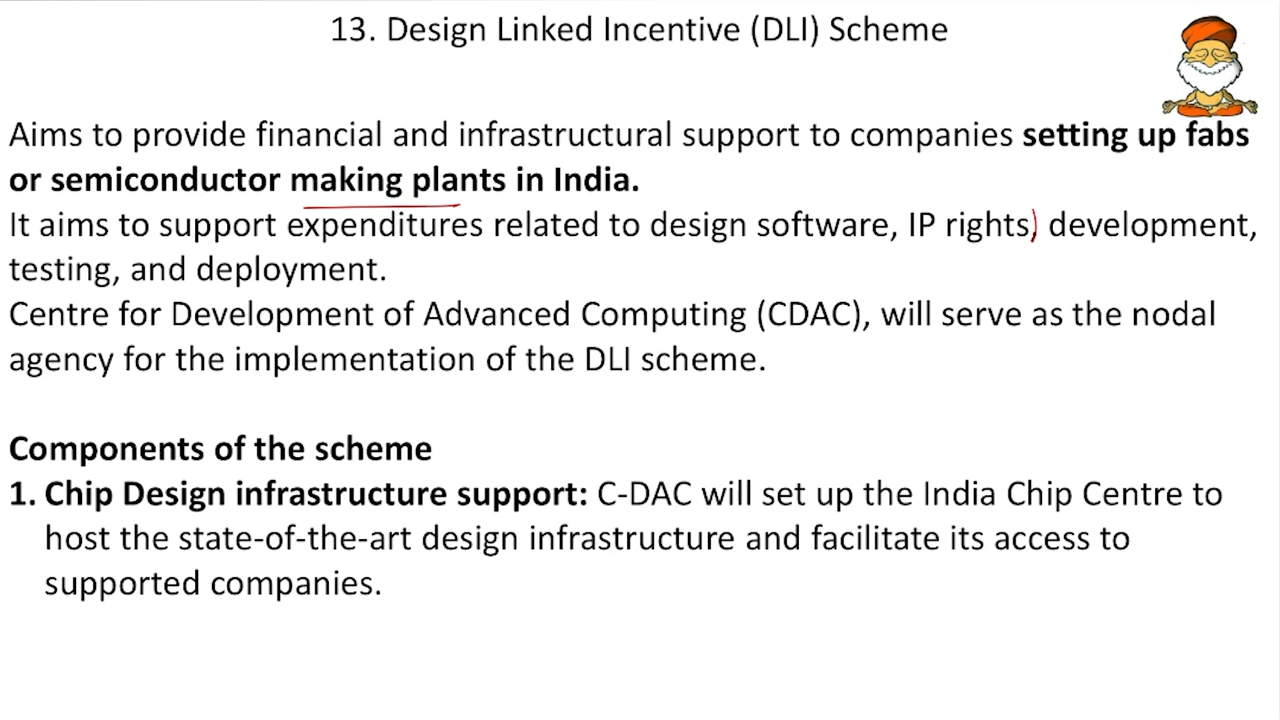 13. Design Linked Incentive (DLI) Scheme
Aims to provide financial and infrastructural support to companies setting up fabs
or semiconductor making plants in India.
It aims to support expenditures related to design software, IP rights, development,
testing, and deployment.
Centre for Development of Advanced Computing (CDAC), will serve as the nodal
agency for the implementation of the DLI scheme.
Components of the scheme
1. Chip Design infrastructure support: C-DAC will set up the India Chip Centre to
host the state-of-the-art design infrastructure and facilitate its access to
supported companies.